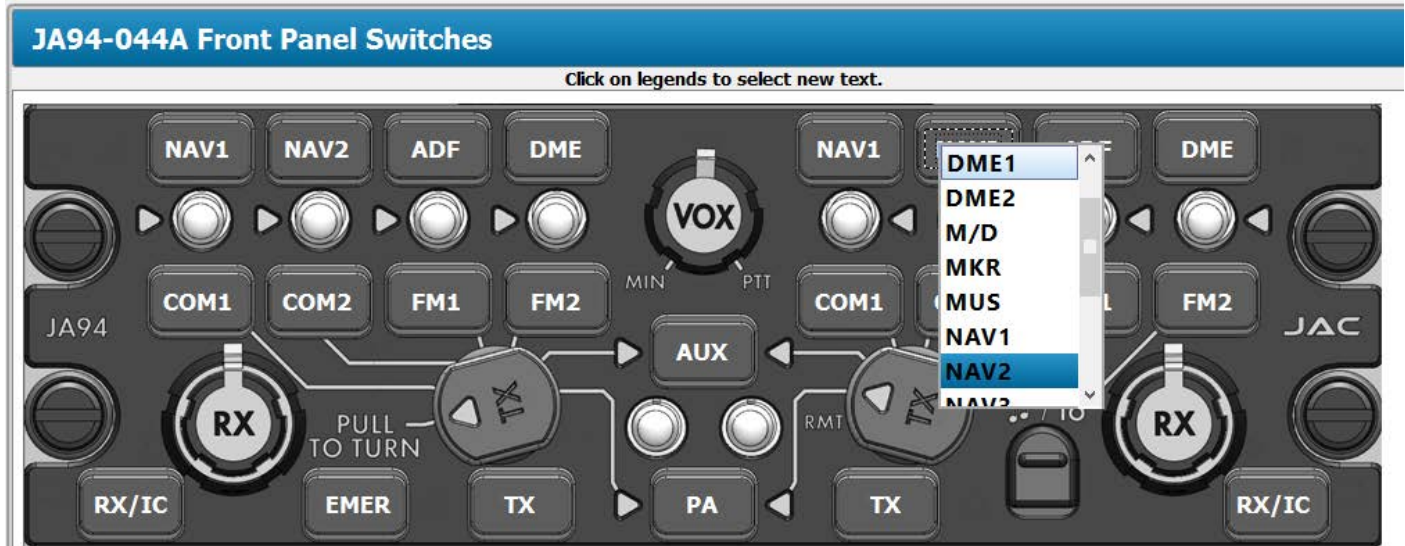 JA94-044A Front Panel Switches
Click on legends to select new text.
NAV1 NAV2 ADF DME NAV1 DME
DME1
DME2
M/D
MKR
MUS
NAV1
NAV2
NAV3
VOX
MIN PTT
COM1 COM2 FM1 FM2 COM1 FM2
JA94
JAC
AUX
RX
PULL
TO TURN
TX
RMT
TX
RX
RX/IC EMER TX PA TX RX/IC